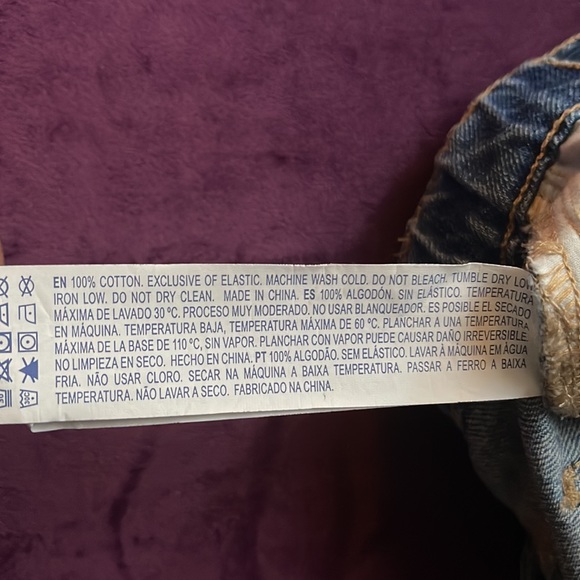 EN 100% COTTON. EXCLUSIVE OF ELASTIC. MACHINE WASH COLD. DO NOT BLEACH. TUMBLE DRY LOW.
IRON LOW. DO NOT DRY CLEAN. MADE IN CHINA. ES 100% ALGODÓN. SIN ELÁSTICO. TEMPERATURA
MÁXIMA DE LAVADO 30 ºC. PROCESO MUY MODERADO. NO USAR BLANQUEADOR. ES POSIBLE EL SECADO
EN MÁQUINA. TEMPERATURA BAJA, TEMPERATURA MÁXIMA DE 60 ºC. PLANCHAR A UNA TEMPERATURA
MÁXIMA DE LA BASE DE 110 ºC, SIN VAPOR. PLANCHAR CON VAPOR PUEDE CAUSAR DAÑO IRREVERSIBLE.
NO LIMPIEZA EN SECO. HECHO EN CHINA. PT 100% ALGODÃO. SEM ELÁSTICO. LAVAR À MÁQUINA EM ÁGUA
FRIA. NÃO USAR CLORO. SECAR NA MÁQUINA A BAIXA TEMPERATURA. PASSAR A FERRO A BAIXA
TEMPERATURA. NÃO LAVAR A SECO. FABRICADO NA CHINA.